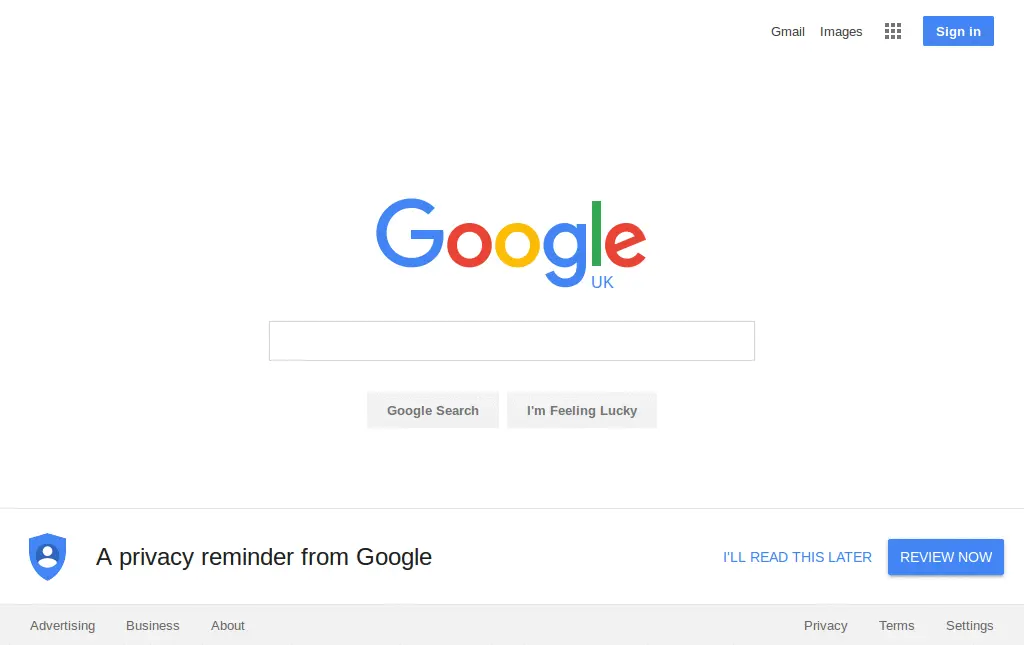 Gmail Images Sign in
Google
UK
Google Search I'm Feeling Lucky
A privacy reminder from Google I'LL READ THIS LATER REVIEW NOW
Advertising Business About Privacy Terms Settings